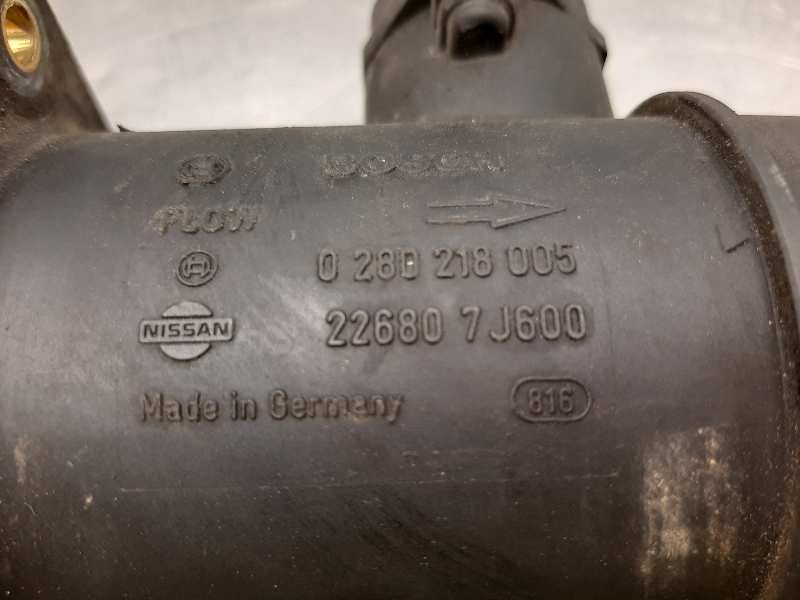 BOSCH
FLOW
0 280 218 005
NISSAN
22680 7J600
Made in Germany
816